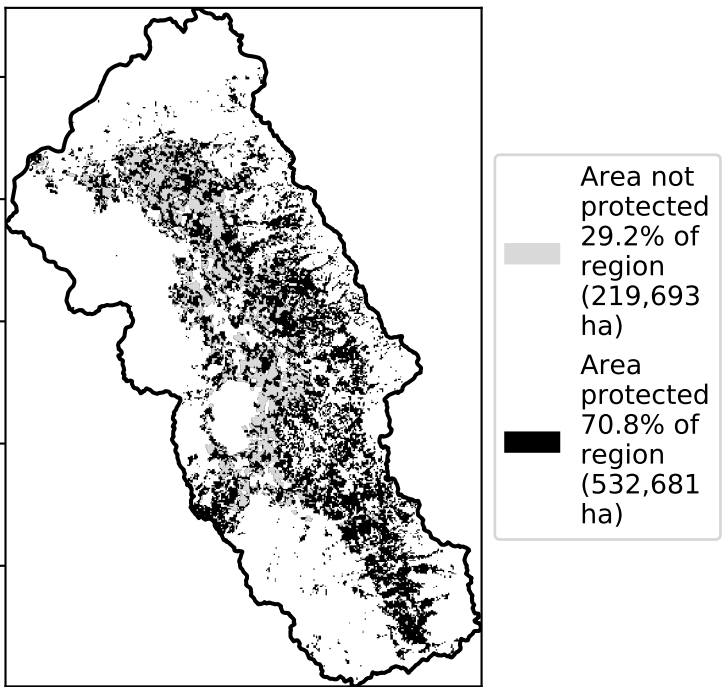 Area not
protected
29.2% of
region
(219,693
ha)
Area
protected
70.8% of
region
(532,681
ha)